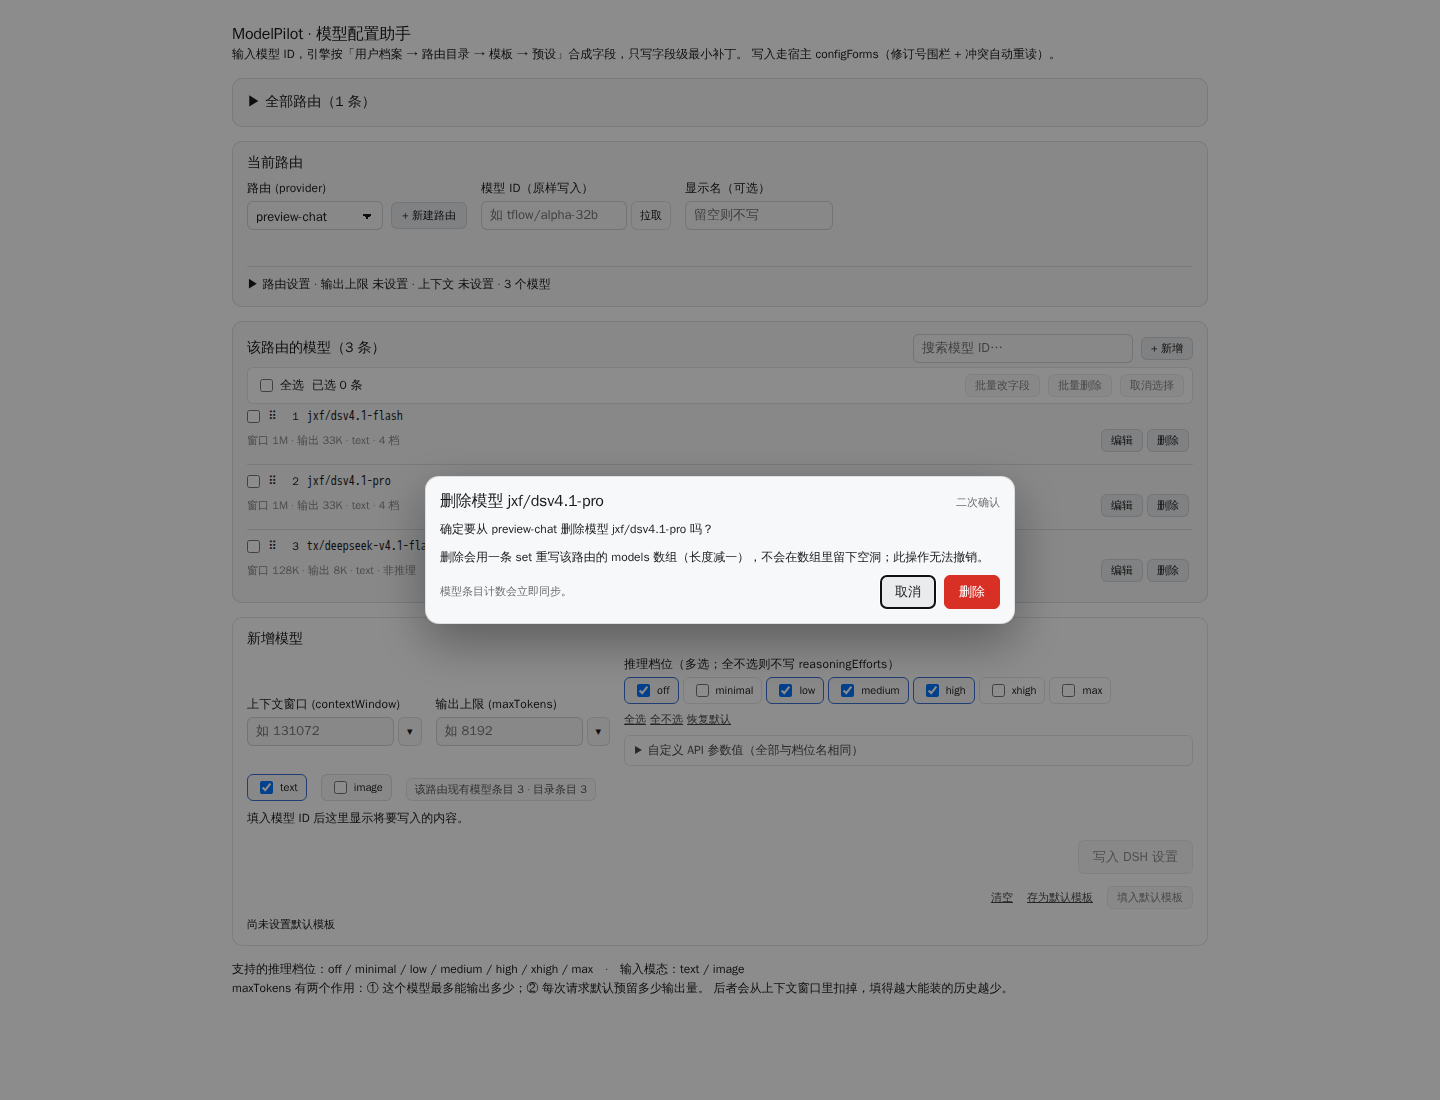 ModelPilot · 模型配置助手
输入模型 ID，引擎按「用户档案 → 路由目录 → 模板 → 预设」合成字段，只写字段级最小补丁。 写入走宿主 configForms（修订号围栏 + 冲突自动重读）。
▶ 全部路由（1 条）
当前路由
路由 (provider)
模型 ID（原样写入）
显示名（可选）
preview-chat
+ 新建路由
如 tflow/alpha-32b
拉取
留空则不写
▶ 路由设置 · 输出上限 未设置 · 上下文 未设置 · 3 个模型
该路由的模型（3 条）
搜索模型 ID…
+ 新增
全选 已选 0 条
批量改字段
批量删除
取消选择
⠿ 1 jxf/dsv4.1-flash
窗口 1M · 输出 33K · text · 4 档
编辑
删除
⠿ 2 jxf/dsv4.1-pro
窗口 1M · 输出 33K · text · 4 档
编辑
删除
⠿ 3 tx/deepseek-v4.1-fla
窗口 128K · 输出 8K · text · 非推理
编辑
删除
删除模型 jxf/dsv4.1-pro
二次确认
确定要从 preview-chat 删除模型 jxf/dsv4.1-pro 吗？
删除会用一条 set 重写该路由的 models 数组（长度减一），不会在数组里留下空洞；此操作无法撤销。
模型条目计数会立即同步。
取消
删除
新增模型
推理档位（多选；全不选则不写 reasoningEfforts）
off
minimal
low
medium
high
xhigh
max
上下文窗口 (contextWindow)
输出上限 (maxTokens)
如 131072
▾
如 8192
▾
全选 全不选 恢复默认
▶ 自定义 API 参数值（全部与档位名相同）
text
image
该路由现有模型条目 3 · 目录条目 3
填入模型 ID 后这里显示将要写入的内容。
写入 DSH 设置
清空
存为默认模板
填入默认模板
尚未设置默认模板
支持的推理档位：off / minimal / low / medium / high / xhigh / max · 输入模态：text / image
maxTokens 有两个作用：① 这个模型最多能输出多少；② 每次请求默认预留多少输出量。 后者会从上下文窗口里扣掉，填得越大能装的历史越少。